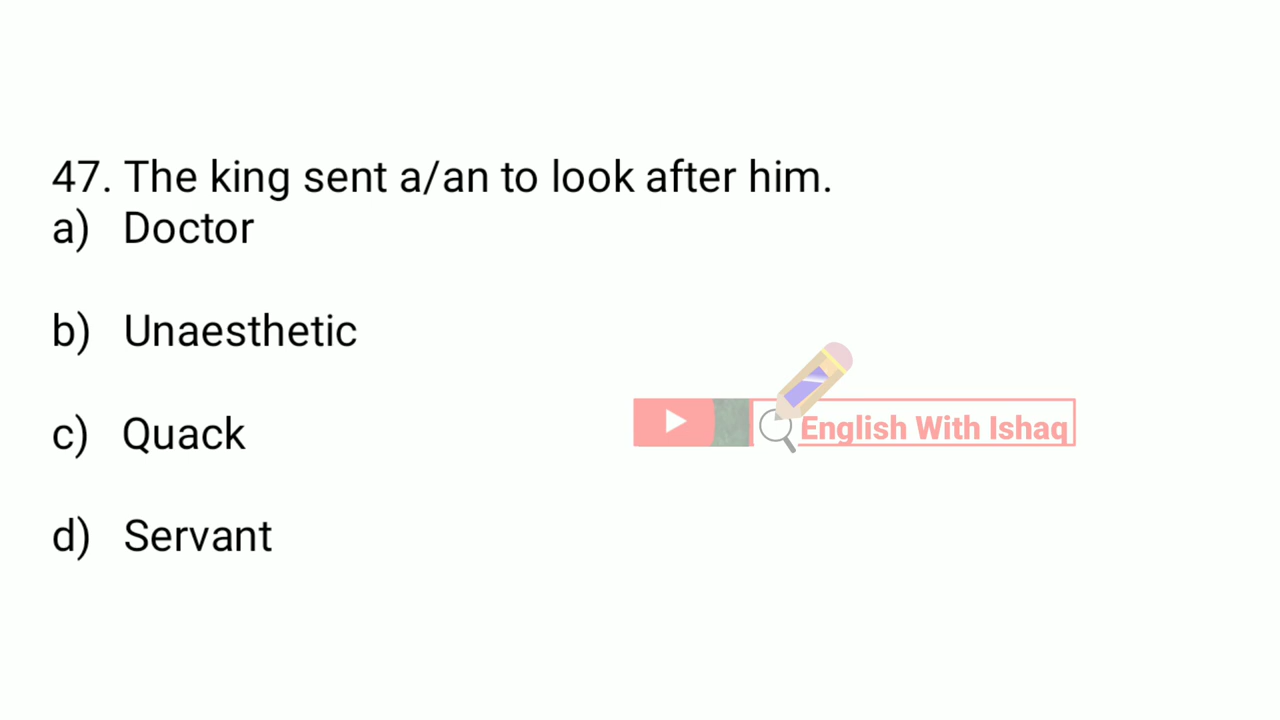 47. The king sent a/an to look after him.
a) Doctor
b) Unaesthetic
c) Quack
English With Ishaq
d) Servant